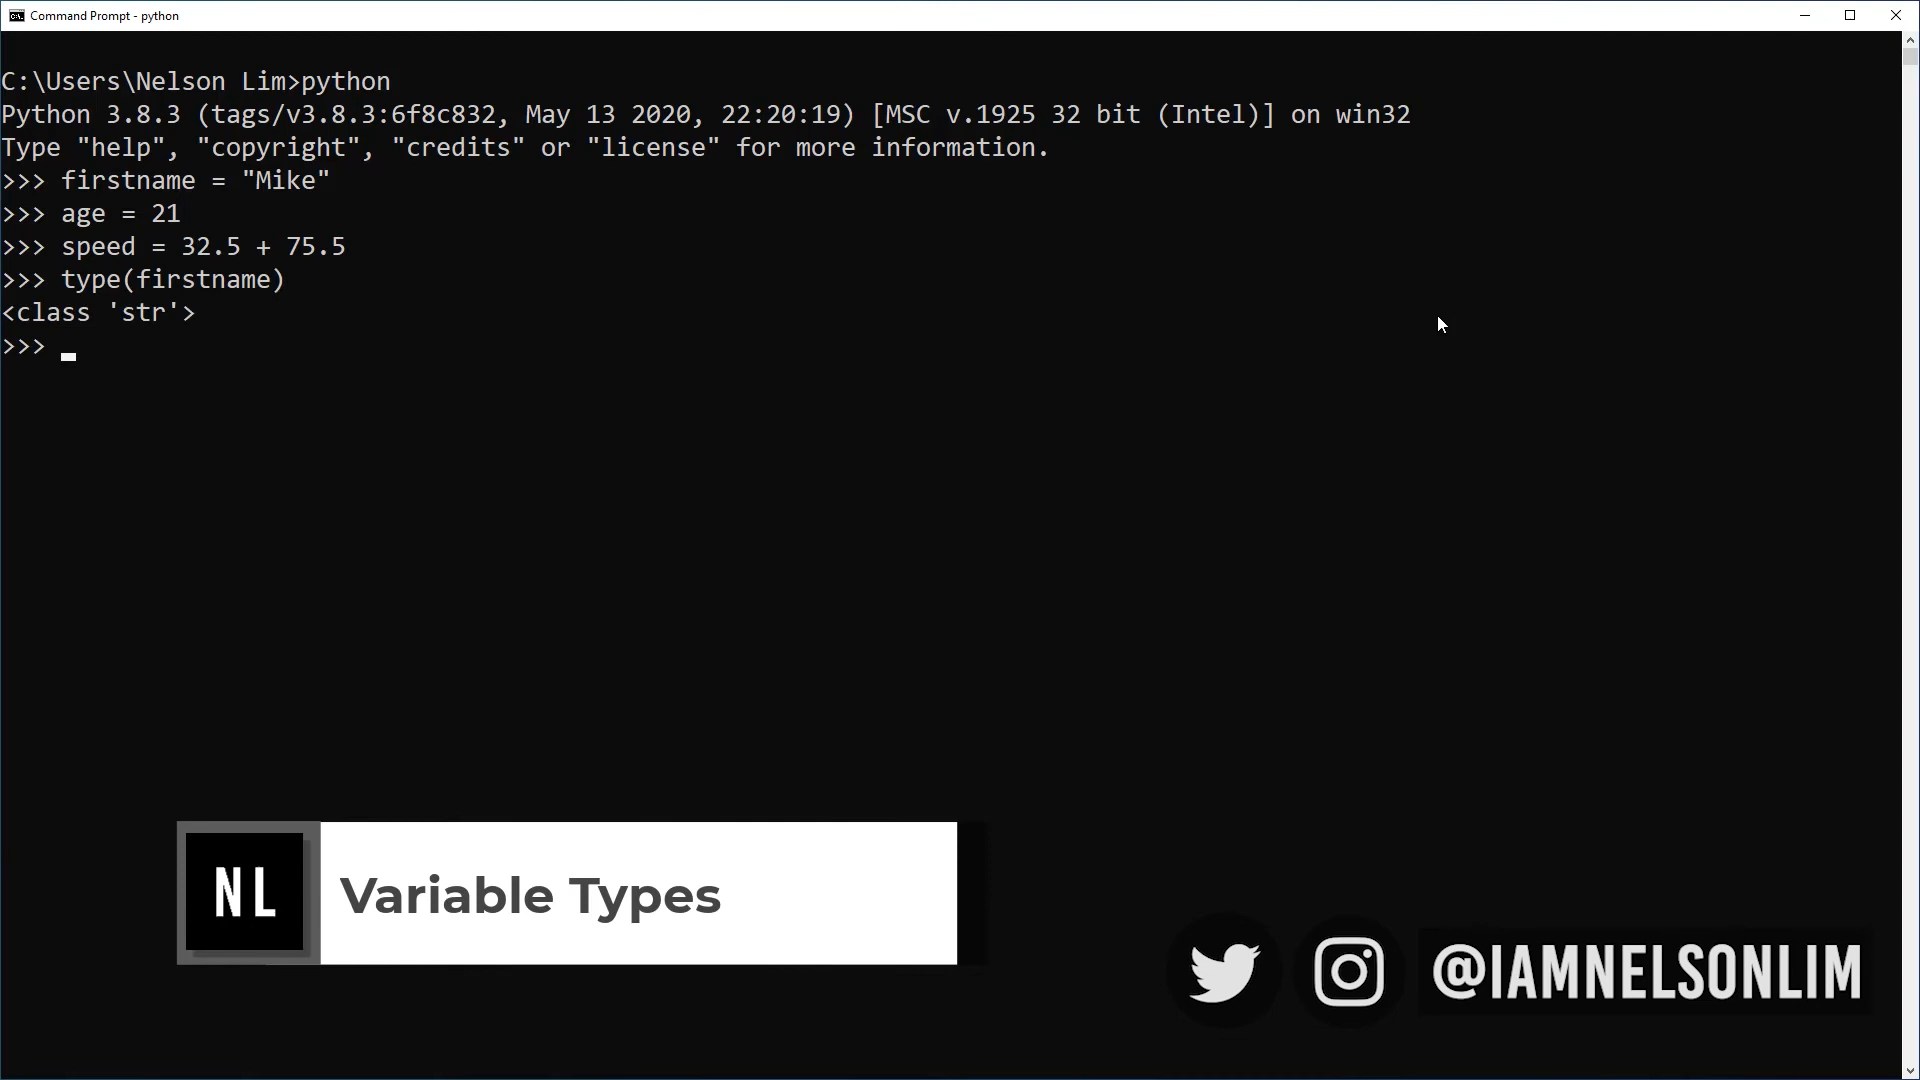 Command Prompt - python
C:\Users\Nelson Lim>python
Python 3.8.3 (tags/v3.8.3:6f8c832, May 13 2020, 22:20:19) [MSC v.1925 32 bit (Intel)] on win32
Type "help", "copyright", "credits" or "license" for more information.
>>> firstname = "Mike"
>>> age = 21
>>> speed = 32.5 + 75.5
>>> type(firstname)
<class 'str'>
>>>
NL
Variable Types
@IAMNELSONLIM